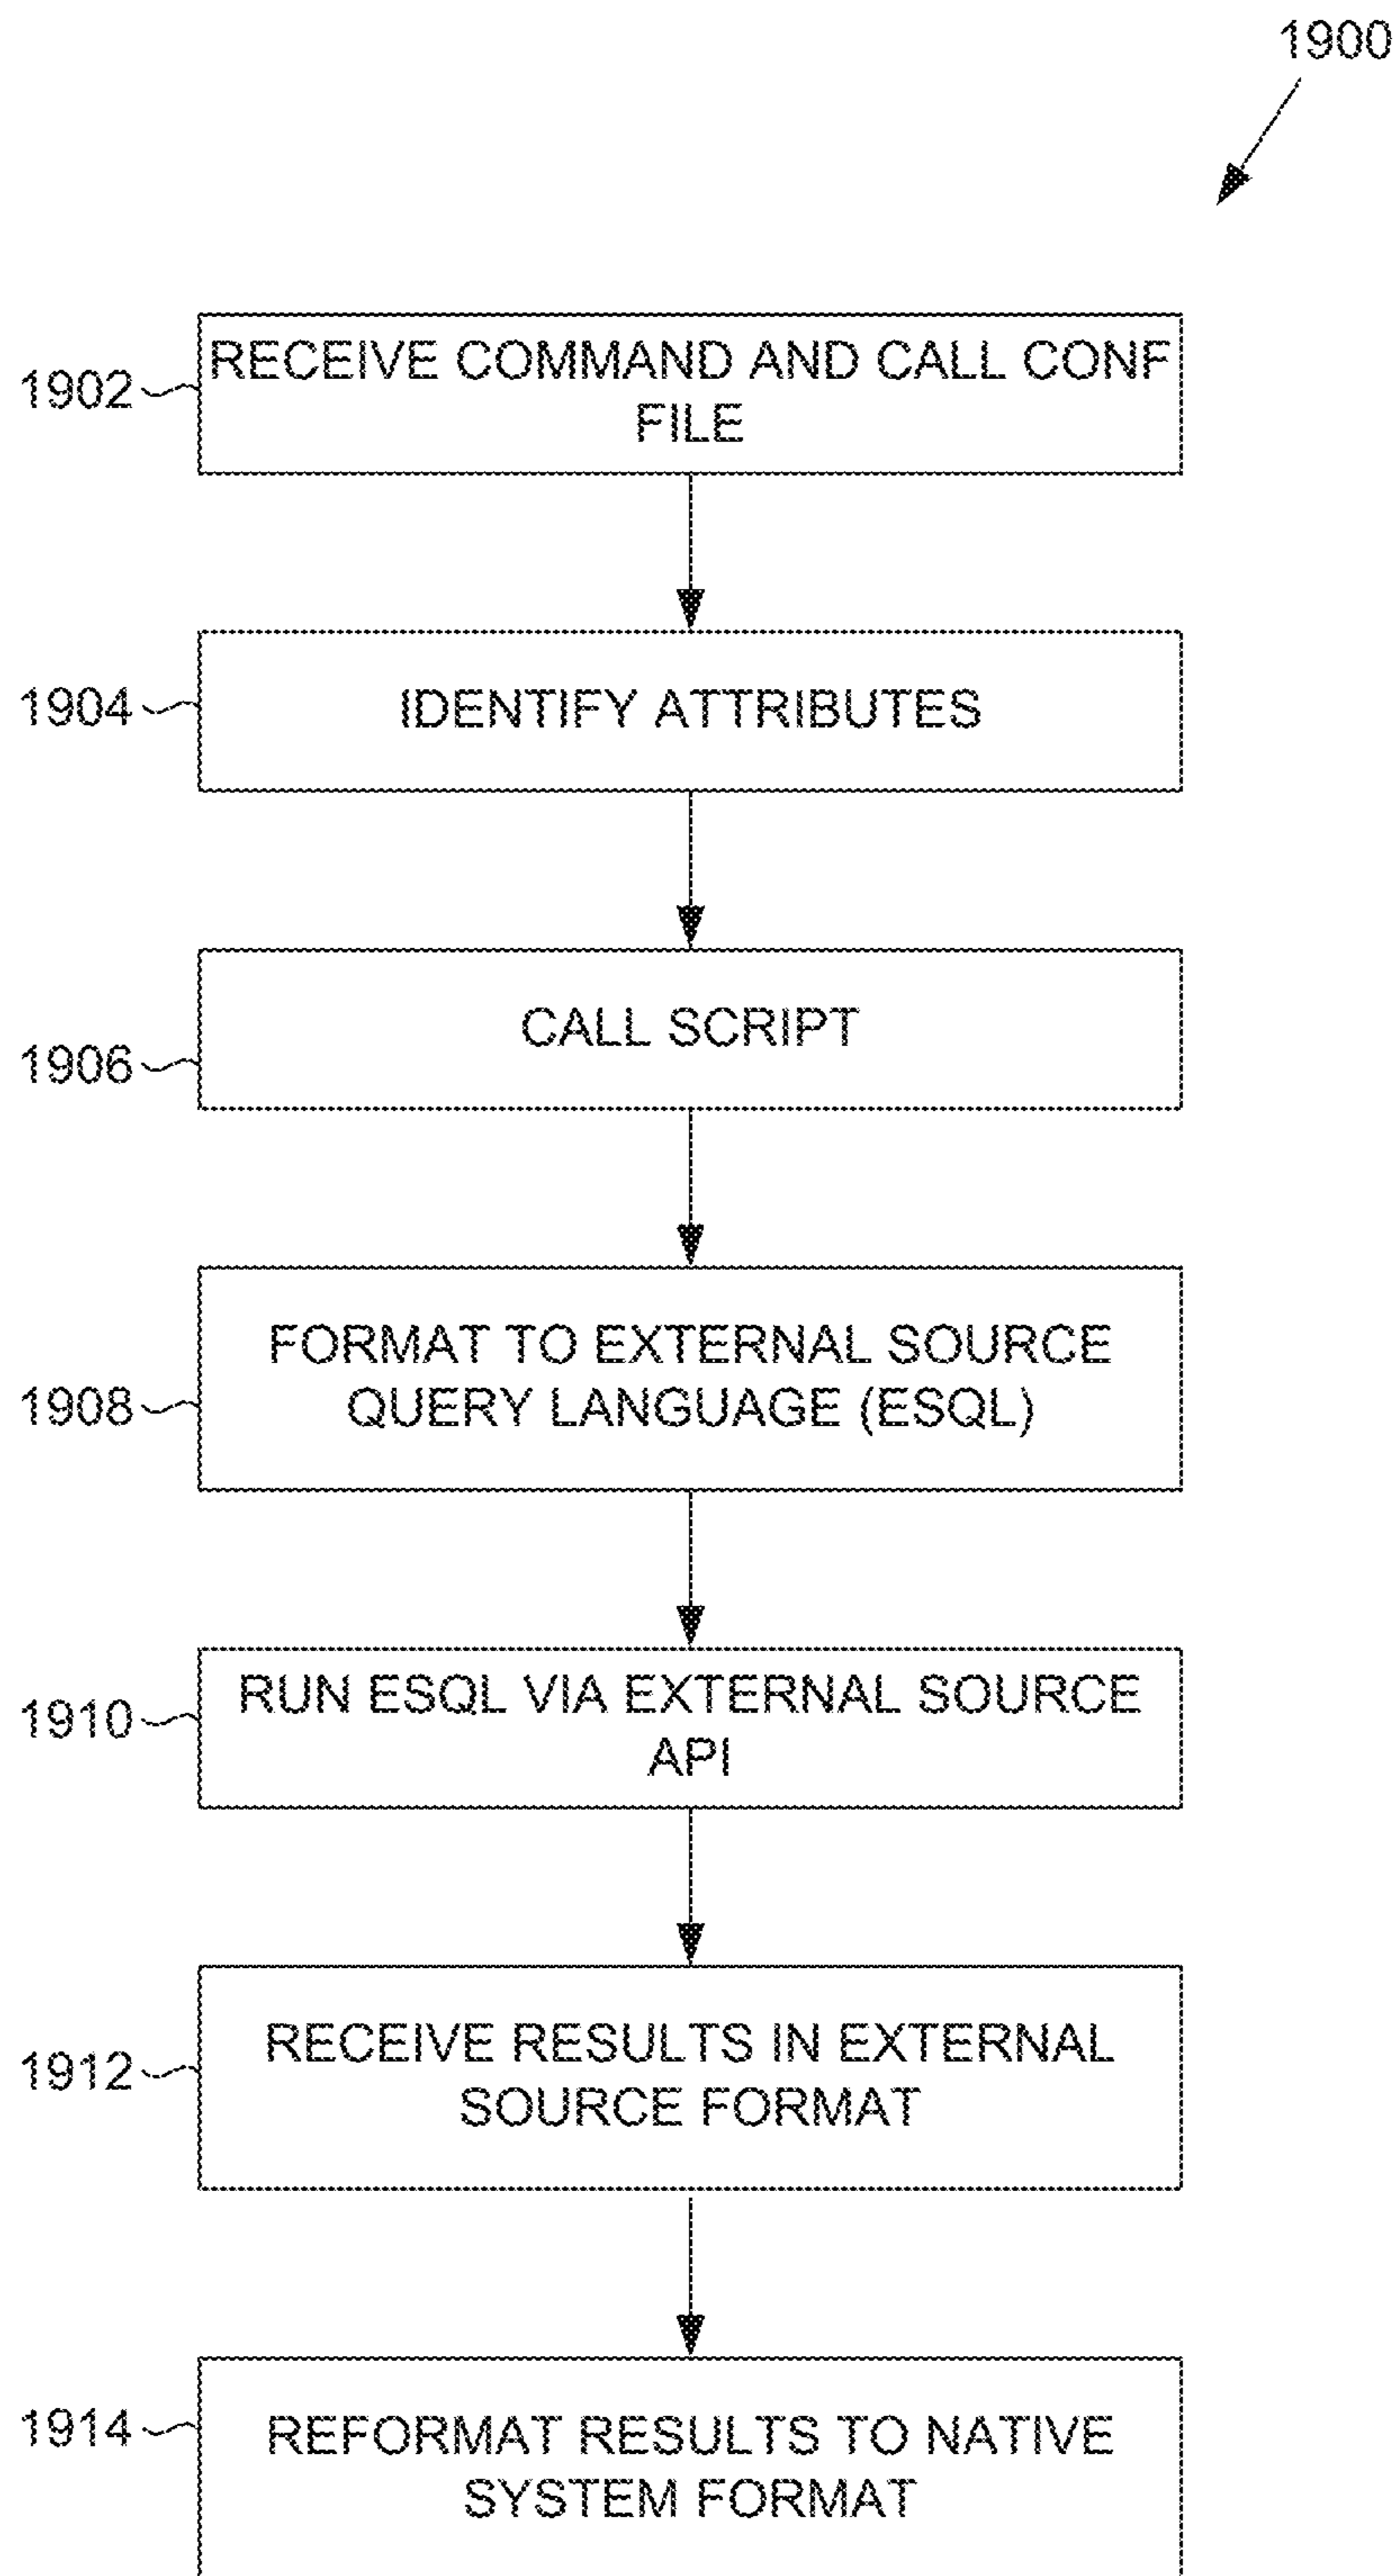 1900
1902
RECEIVE COMMAND AND CALL CONF
FILE
1904
IDENTIFY ATTRIBUTES
CALL SCRIPT
1906
FORMAT TO EXTERNAL SOURCE
QUERY LANGUAGE (ESQL)
1908
RUN ESQL VIA EXTERNAL SOURCE
API
1910
RECEIVE RESULTS IN EXTERNAL
SOURCE FORMAT
1912
1914
REFORMAT RESULTS TO NATIVE
SYSTEM FORMAT